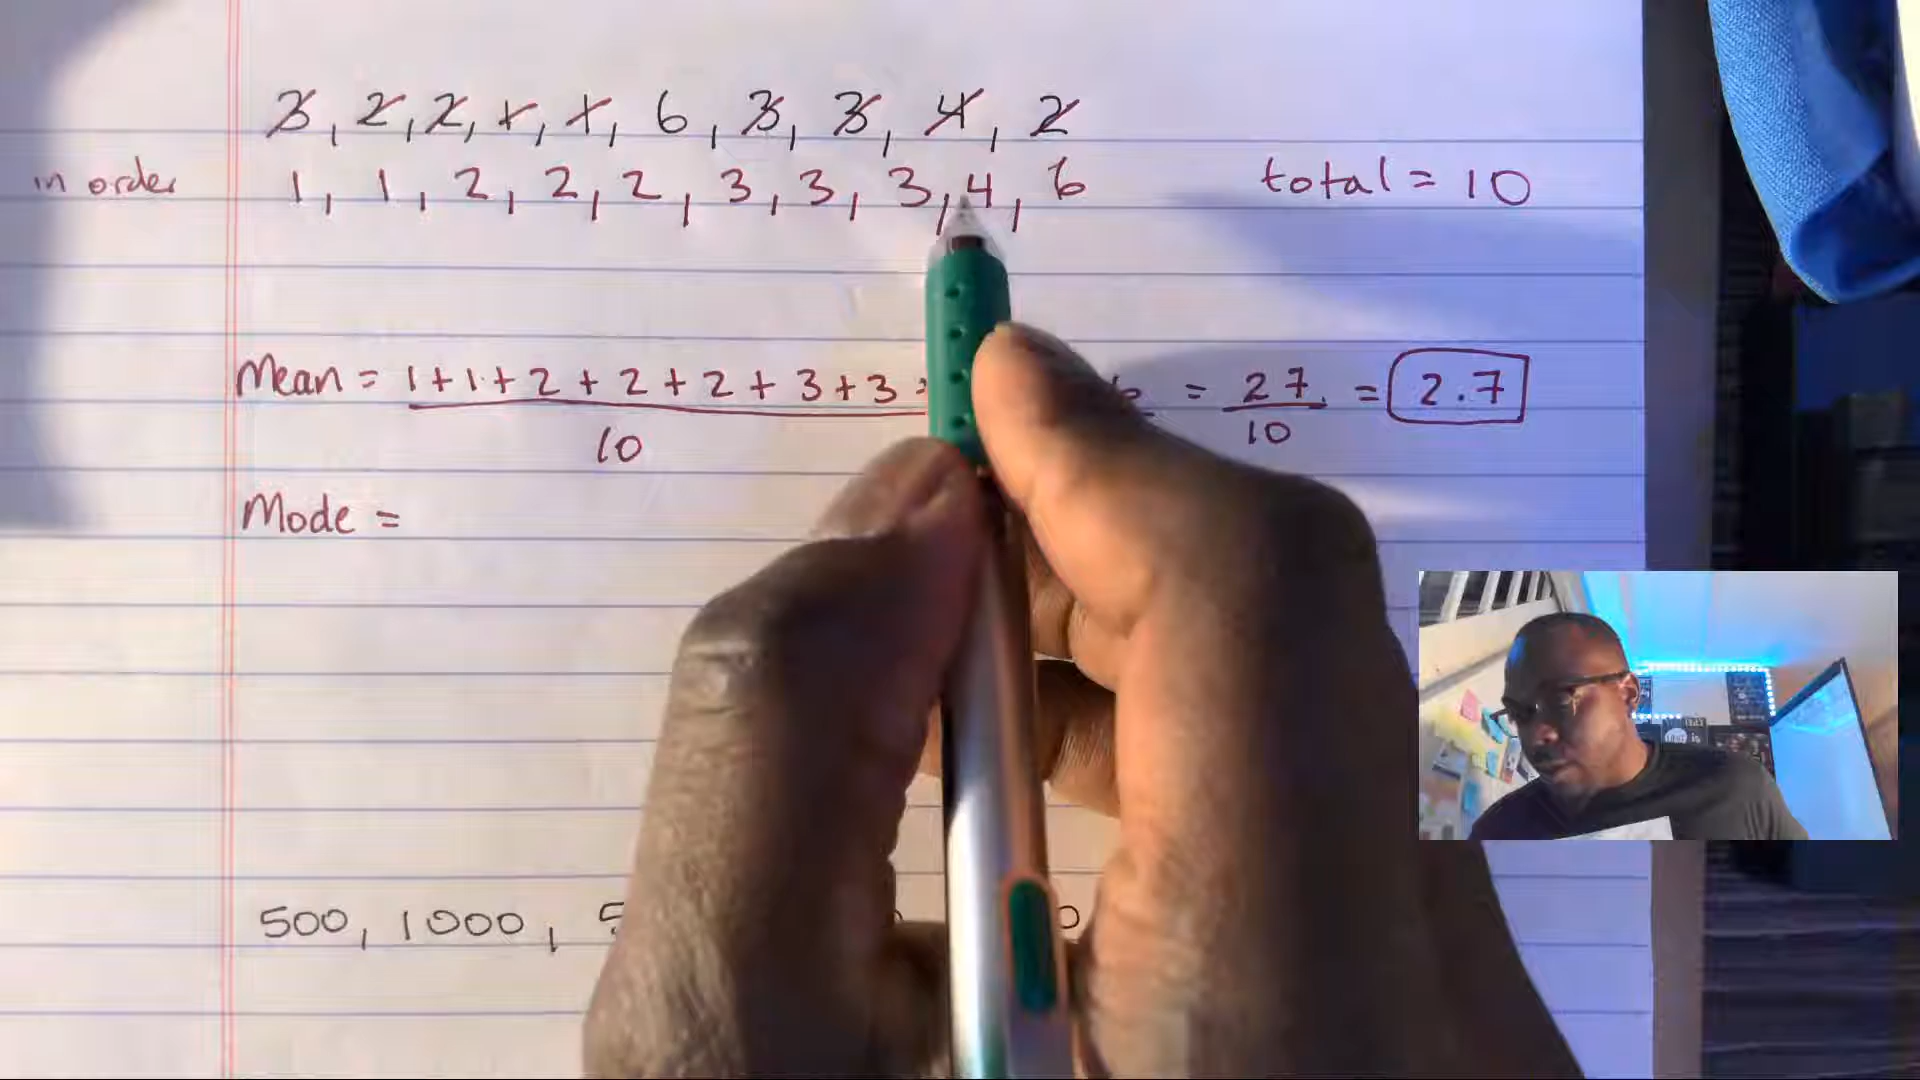 3, 2, 2, 1, 1, 6, 3, 3, 4, 2
in order 1, 1, 2, 2, 2, 3, 3, 3, 4, 6 total = 10
Mean = 1+1+2+2+2+3+3 = 27 = 2.7
10 10
Mode =
500, 1000,